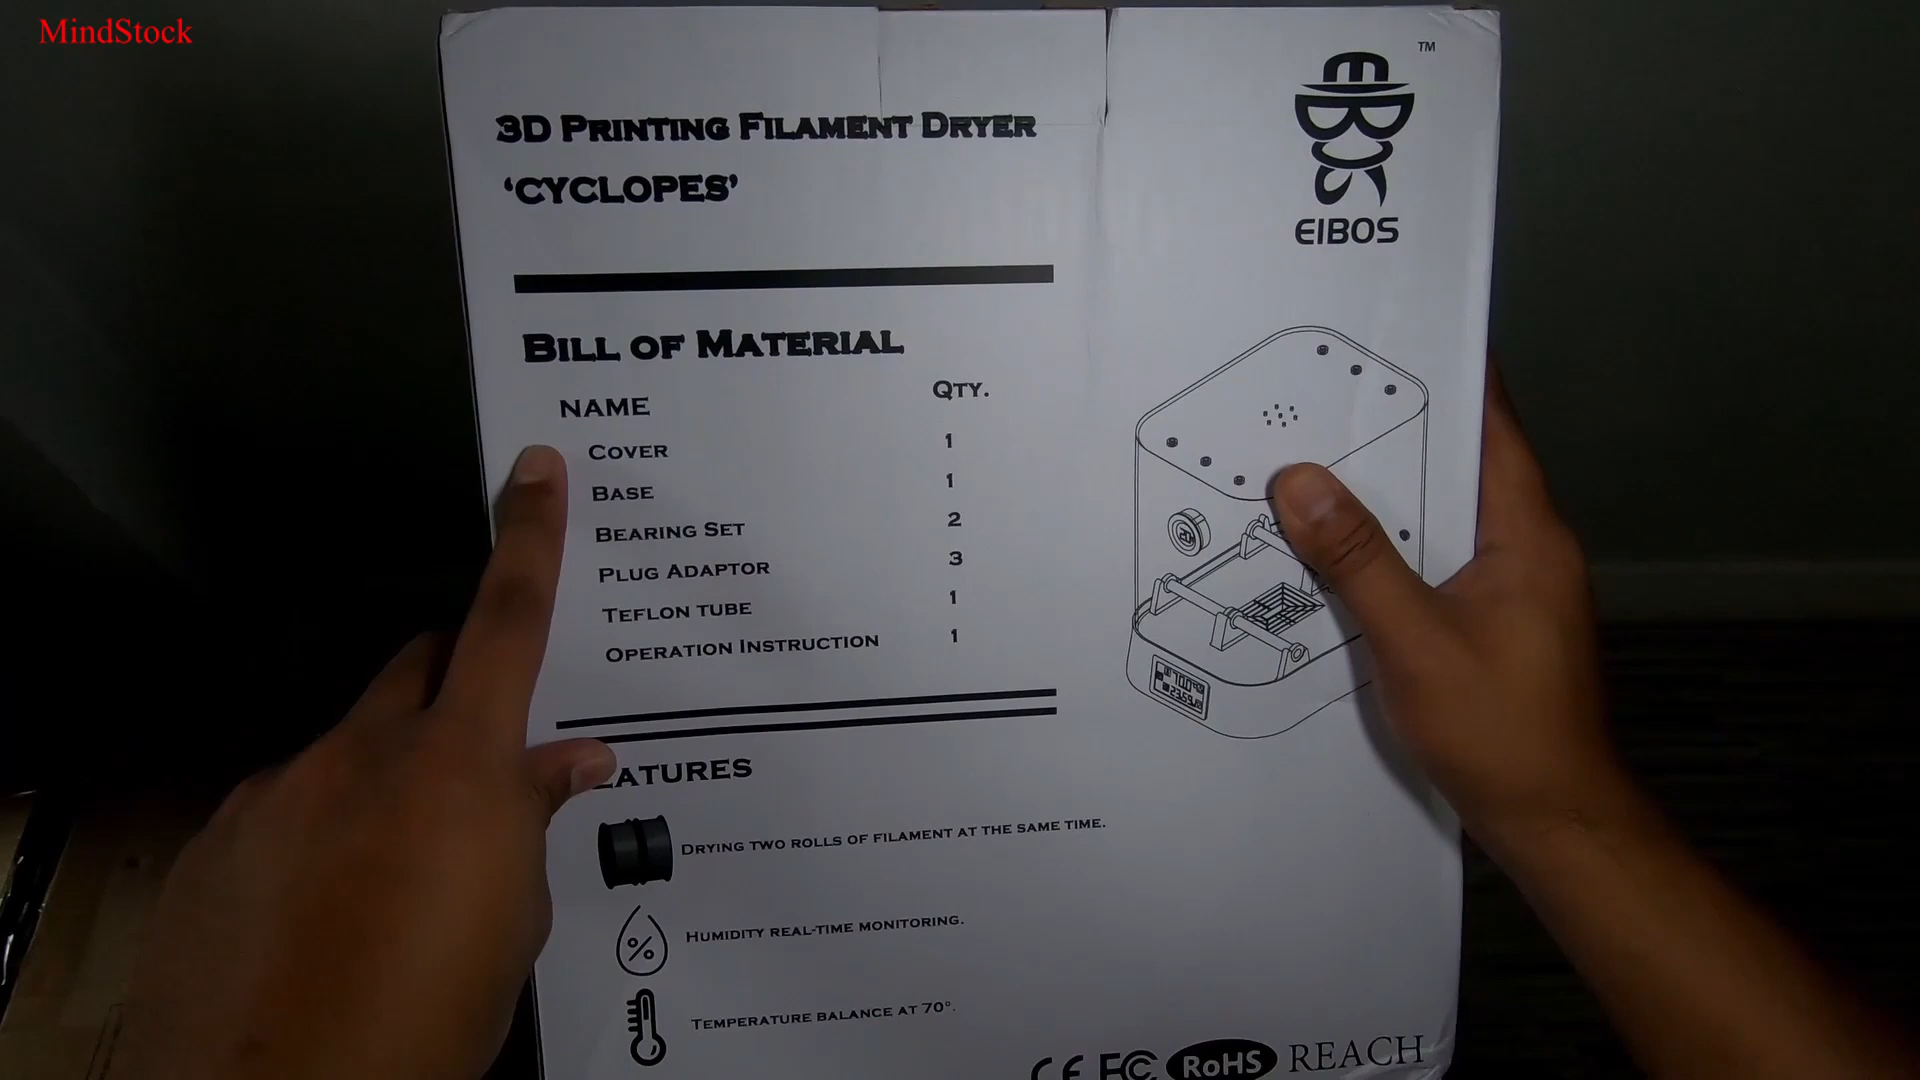 MindStock
3D PRINTING FILAMENT DRYER
'CYCLOPES'
TM
EIBOS
BILL OF MATERIAL
NAME QTY.
COVER 1
BASE 1
BEARING SET 2
PLUG ADAPTOR 3
TEFLON TUBE 1
OPERATION INSTRUCTION 1
EATURES
DRYING TWO ROLLS OF FILAMENT AT THE SAME TIME.
HUMIDITY REAL-TIME MONITORING.
%
TEMPERATURE BALANCE AT 70°.
CE FC RoHS REACH